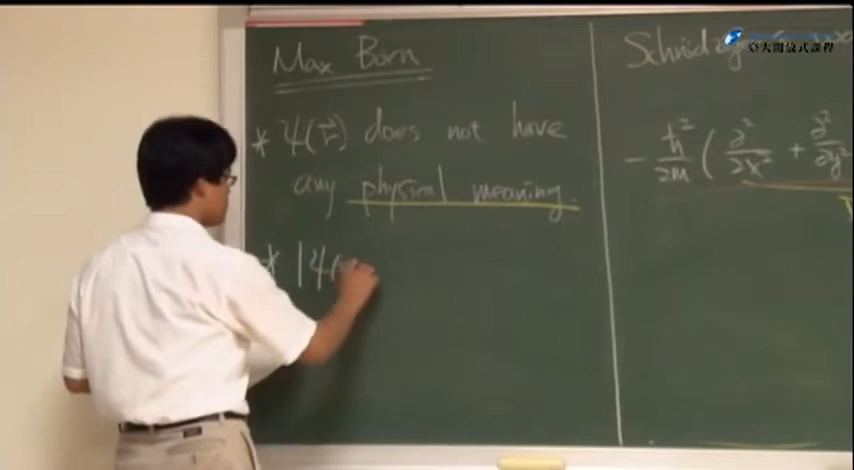 Max Born
* Ψ(r⃗) does not have
any physical meaning.
* |Ψ(
-ħ²/2m (∂²/∂x² + ∂²/∂y²
臺大開放式課程